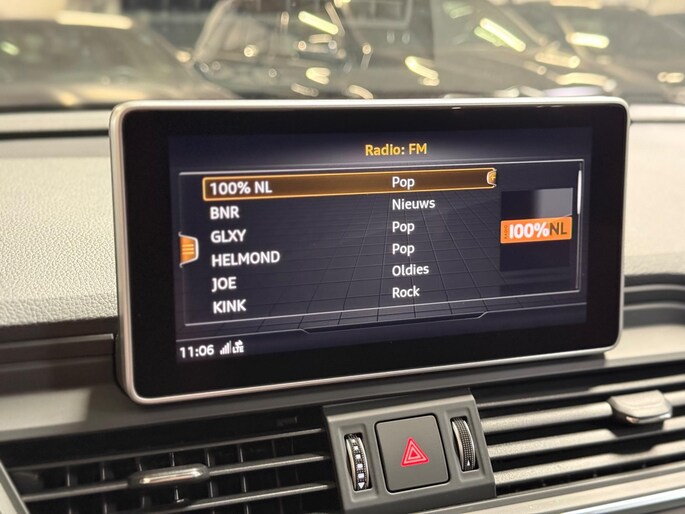 Radio: FM
100% NL Pop
BNR Nieuws
GLXY Pop
HELMOND Pop
JOE Oldies
KINK Rock
100%NL
11:06 LTE